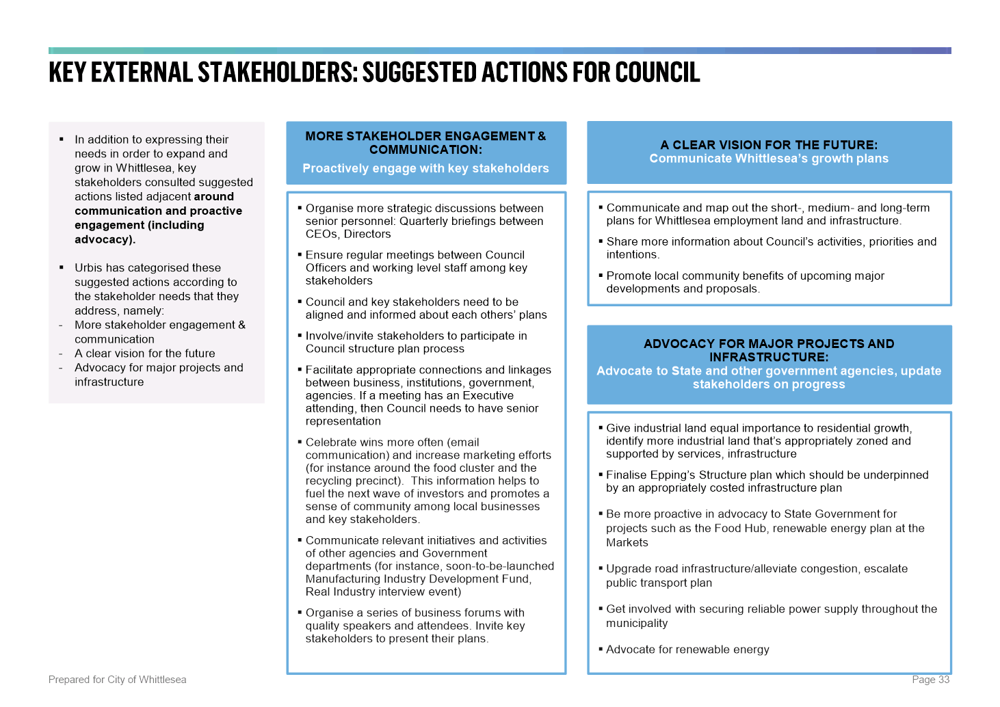 KEY EXTERNAL STAKEHOLDERS: SUGGESTED ACTIONS FOR COUNCIL
▪ In addition to expressing their
needs in order to expand and
grow in Whittlesea, key
stakeholders consulted suggested
actions listed adjacent around
communication and proactive
engagement (including
advocacy).
▪ Urbis has categorised these
suggested actions according to
the stakeholder needs that they
address, namely:
- More stakeholder engagement &
communication
- A clear vision for the future
- Advocacy for major projects and
infrastructure
MORE STAKEHOLDER ENGAGEMENT &
COMMUNICATION:
Proactively engage with key stakeholders
▪ Organise more strategic discussions between
senior personnel: Quarterly briefings between
CEOs, Directors
▪ Ensure regular meetings between Council
Officers and working level staff among key
stakeholders
▪ Council and key stakeholders need to be
aligned and informed about each others’ plans
▪ Involve/invite stakeholders to participate in
Council structure plan process
▪ Facilitate appropriate connections and linkages
between business, institutions, government,
agencies. If a meeting has an Executive
attending, then Council needs to have senior
representation
▪ Celebrate wins more often (email
communication) and increase marketing efforts
(for instance around the food cluster and the
recycling precinct).  This information helps to
fuel the next wave of investors and promotes a
sense of community among local businesses
and key stakeholders.
▪ Communicate relevant initiatives and activities
of other agencies and Government
departments (for instance, soon-to-be-launched
Manufacturing Industry Development Fund,
Real Industry interview event)
▪ Organise a series of business forums with
quality speakers and attendees. Invite key
stakeholders to present their plans.
A CLEAR VISION FOR THE FUTURE:
Communicate Whittlesea’s growth plans
▪ Communicate and map out the short-, medium- and long-term
plans for Whittlesea employment land and infrastructure.
▪ Share more information about Council’s activities, priorities and
intentions.
▪ Promote local community benefits of upcoming major
developments and proposals.
ADVOCACY FOR MAJOR PROJECTS AND
INFRASTRUCTURE:
Advocate to State and other government agencies, update
stakeholders on progress
▪ Give industrial land equal importance to residential growth,
identify more industrial land that’s appropriately zoned and
supported by services, infrastructure
▪ Finalise Epping’s Structure plan which should be underpinned
by an appropriately costed infrastructure plan
▪ Be more proactive in advocacy to State Government for
projects such as the Food Hub, renewable energy plan at the
Markets
▪ Upgrade road infrastructure/alleviate congestion, escalate
public transport plan
▪ Get involved with securing reliable power supply throughout the
municipality
▪ Advocate for renewable energy
Prepared for City of Whittlesea
Page 33